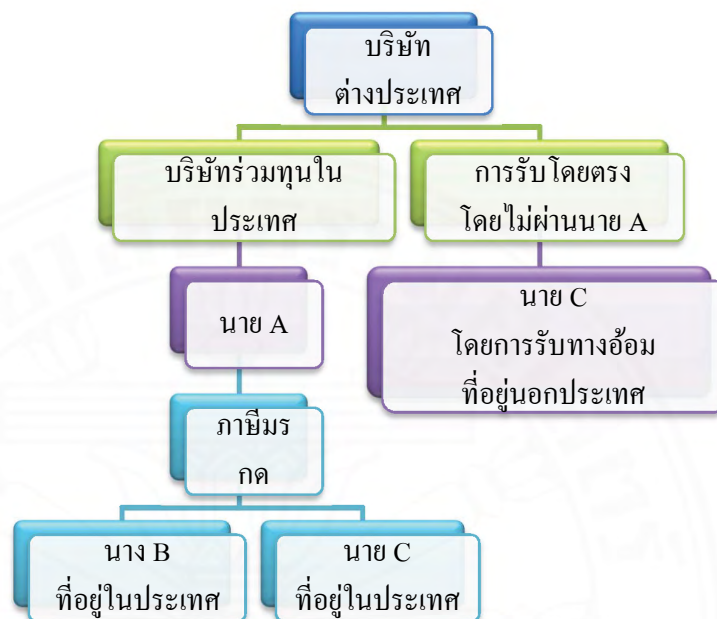 บริษัท
ต่างประเทศ
บริษัทร่วมทุนใน
ประเทศ
การรับโดยตรง
โดยไม่ผ่านนาย A
นาย A
นาย C
โดยการรับทางอ้อม
ที่อยู่นอกประเทศ
ภาษีมร
กด
นาง B
ที่อยู่ในประเทศ
นาย C
ที่อยู่ในประเทศ